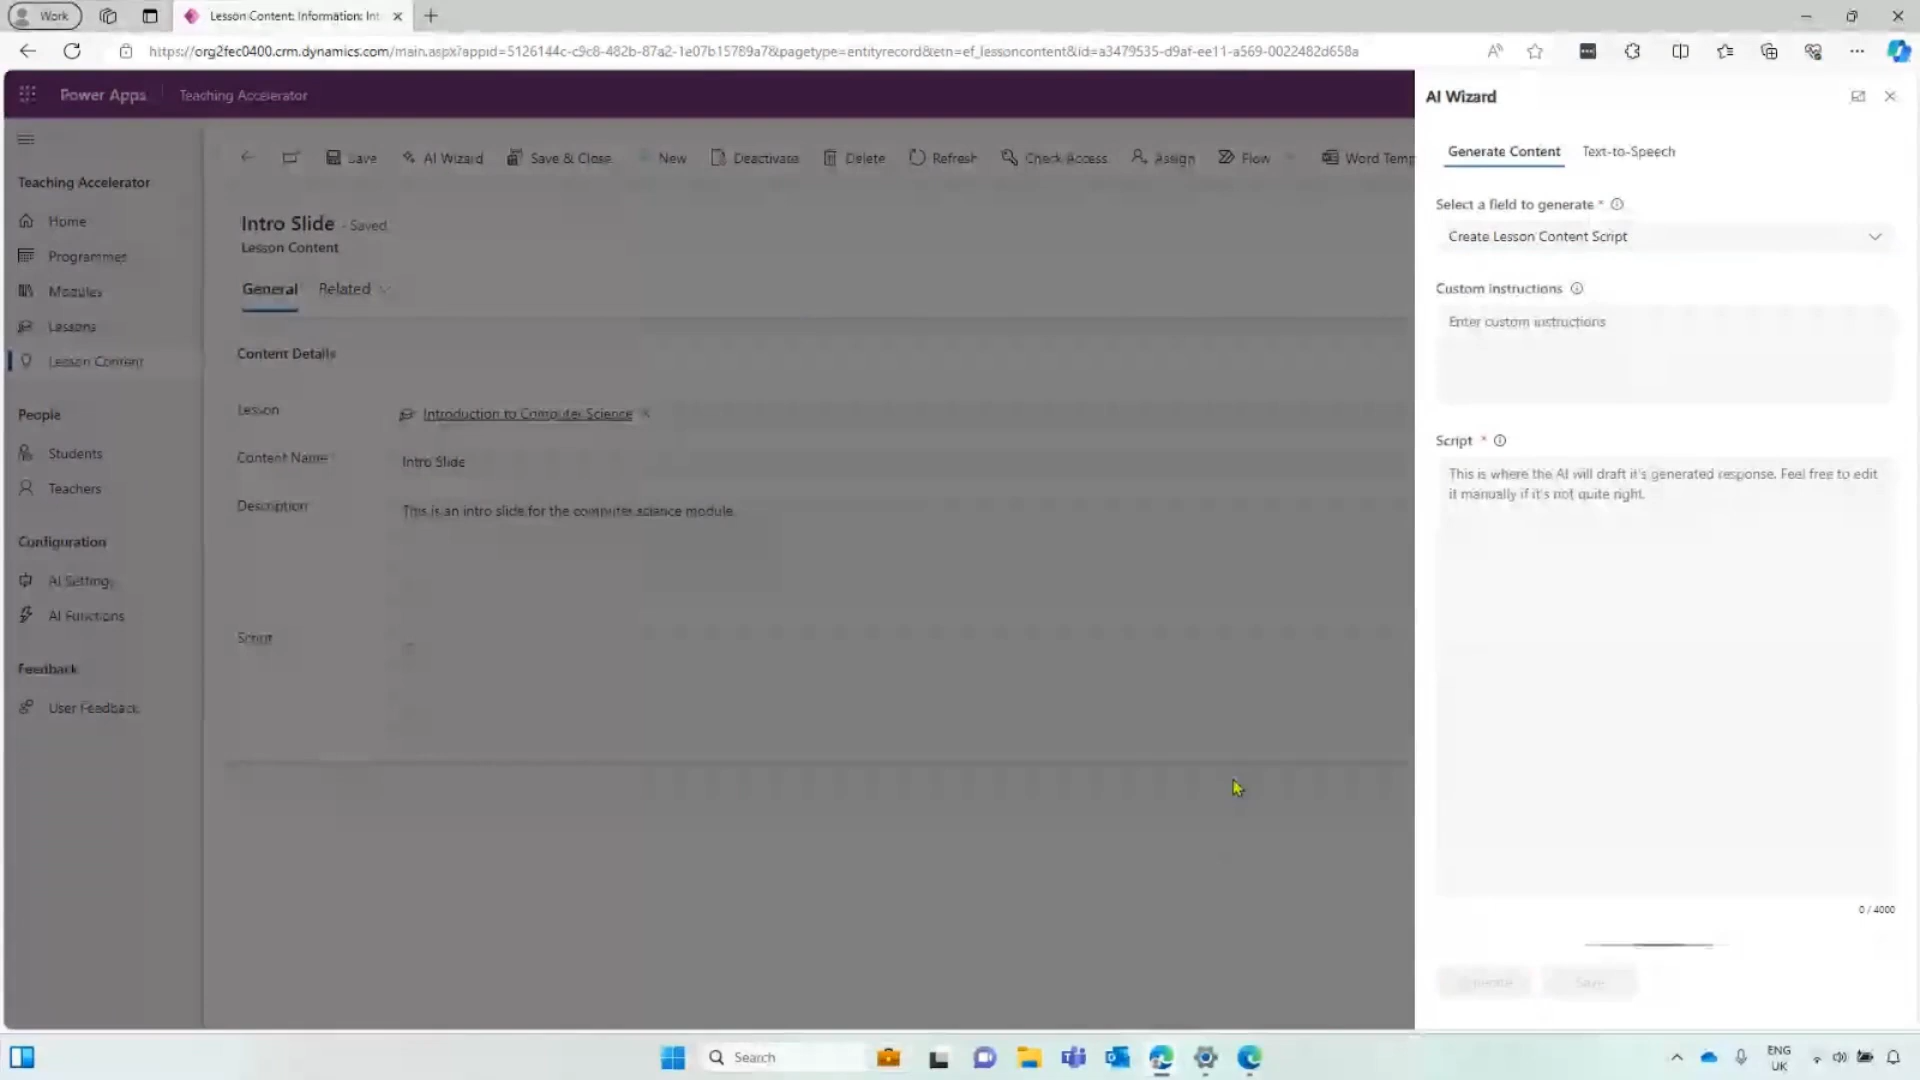 Work
Lesson Content: Information: Int
https://org2fec0400.crm.dynamics.com/main.aspx?appid=5126144c-c9c8-482b-87a2-1e07b15789a7&pagetype=entityrecord&etn=ef_lessoncontent&id=a3479535-d9af-ee11-a569-0022482d658a
Power Apps
Teaching Accelerator
Save
AI Wizard
Save & Close
New
Deactivate
Delete
Refresh
Check Access
Assign
Flow
Word Temp
Teaching Accelerator
Home
Programmes
Modules
Lessons
Lesson Content
People
Students
Teachers
Configuration
AI Settings
AI Functions
Feedback
User Feedback
Intro Slide - Saved
Lesson Content
General
Related
Content Details
Lesson
Introduction to Computer Science
Content Name
Intro Slide
Description
This is an intro slide for the computer science module.
Script
AI Wizard
Generate Content
Text-to-Speech
Select a field to generate *
Create Lesson Content Script
Custom Instructions
Enter custom instructions
Script *
This is where the AI will draft it's generated response. Feel free to edit
it manually if it's not quite right.
0 / 4000
Generate
Save
Search
ENG
UK